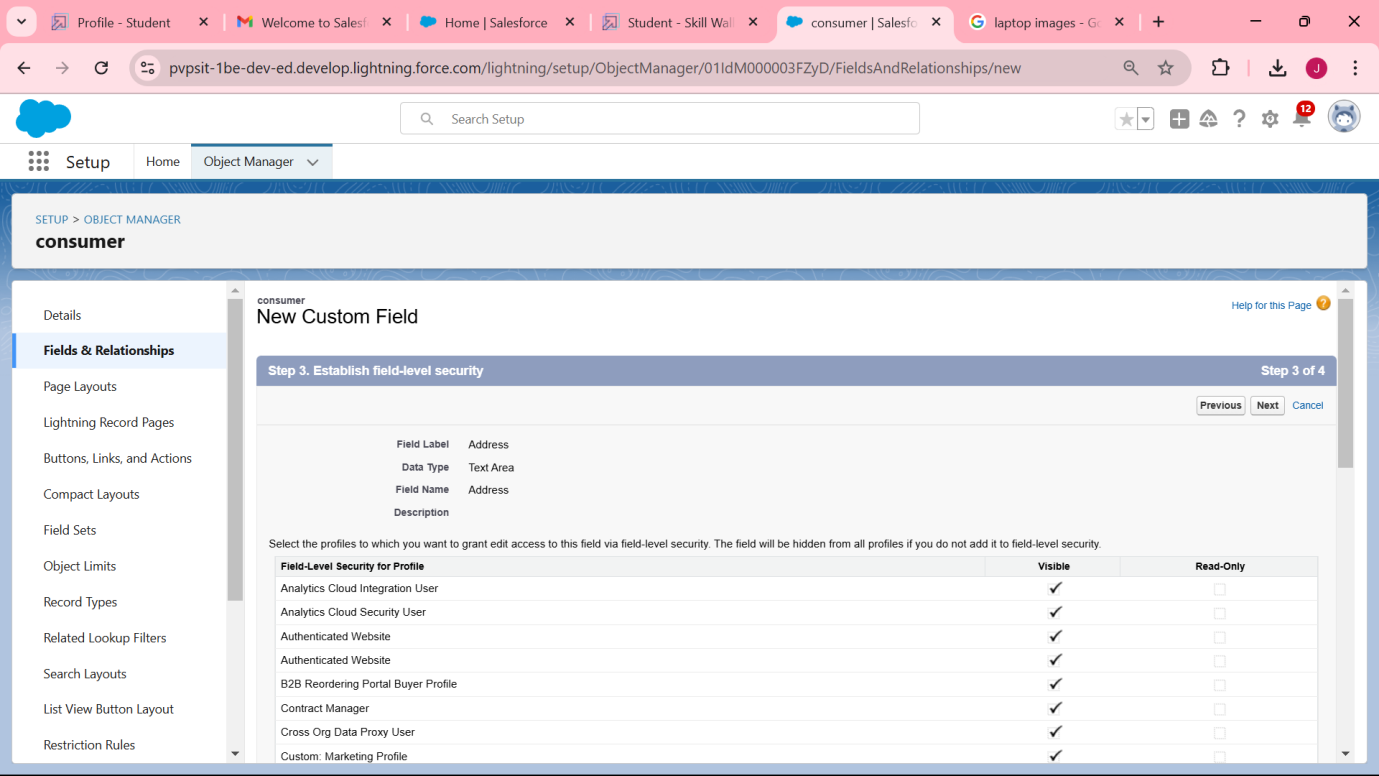 Profile - Student
Welcome to Salesf
Home | Salesforce
Student - Skill Wal
consumer | Salesfo
laptop images - Go
pvpsit-1be-dev-ed.develop.lightning.force.com/lightning/setup/ObjectManager/01IdM000003FZyD/FieldsAndRelationships/new
J
Search Setup
12
Setup
Home
Object Manager
SETUP > OBJECT MANAGER
consumer
Details
Fields & Relationships
Page Layouts
Lightning Record Pages
Buttons, Links, and Actions
Compact Layouts
Field Sets
Object Limits
Record Types
Related Lookup Filters
Search Layouts
List View Button Layout
Restriction Rules
consumer
New Custom Field
Help for this Page ?
Step 3. Establish field-level security
Step 3 of 4
Previous Next Cancel
Field Label Address
Data Type Text Area
Field Name Address
Description
Select the profiles to which you want to grant edit access to this field via field-level security. The field will be hidden from all profiles if you do not add it to field-level security.
Field-Level Security for Profile Visible Read-Only
Analytics Cloud Integration User
Analytics Cloud Security User
Authenticated Website
Authenticated Website
B2B Reordering Portal Buyer Profile
Contract Manager
Cross Org Data Proxy User
Custom: Marketing Profile